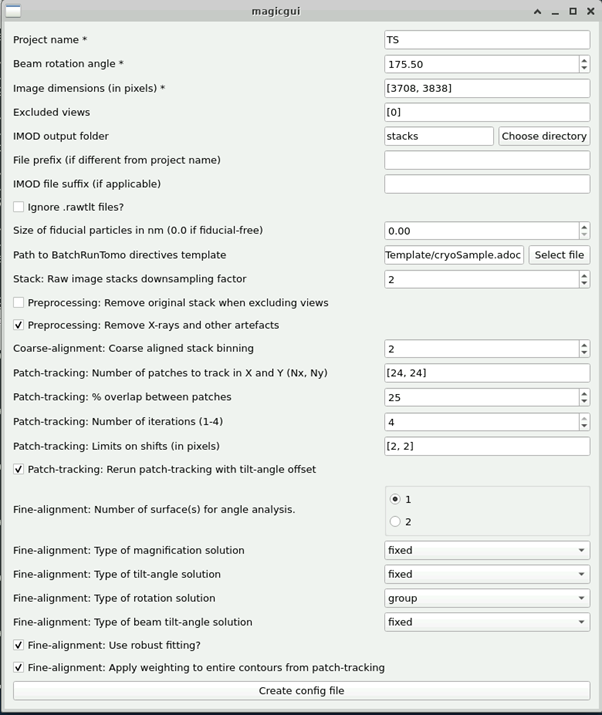 magicgui
Project name * TS
Beam rotation angle * 175.50
Image dimensions (in pixels) * [3708, 3838]
Excluded views [0]
IMOD output folder stacks Choose directory
File prefix (if different from project name)
IMOD file suffix (if applicable)
Ignore .rawtlt files?
Size of fiducial particles in nm (0.0 if fiducial-free) 0.00
Path to BatchRunTomo directives template Template/cryoSample.adoc Select file
Stack: Raw image stacks downsampling factor 2
Preprocessing: Remove original stack when excluding views
Preprocessing: Remove X-rays and other artefacts
Coarse-alignment: Coarse aligned stack binning 2
Patch-tracking: Number of patches to track in X and Y (Nx, Ny) [24, 24]
Patch-tracking: % overlap between patches 25
Patch-tracking: Number of iterations (1-4) 4
Patch-tracking: Limits on shifts (in pixels) [2, 2]
Patch-tracking: Rerun patch-tracking with tilt-angle offset
1
Fine-alignment: Number of surface(s) for angle analysis.
2
Fine-alignment: Type of magnification solution fixed
Fine-alignment: Type of tilt-angle solution fixed
Fine-alignment: Type of rotation solution group
Fine-alignment: Type of beam tilt-angle solution fixed
Fine-alignment: Use robust fitting?
Fine-alignment: Apply weighting to entire contours from patch-tracking
Create config file